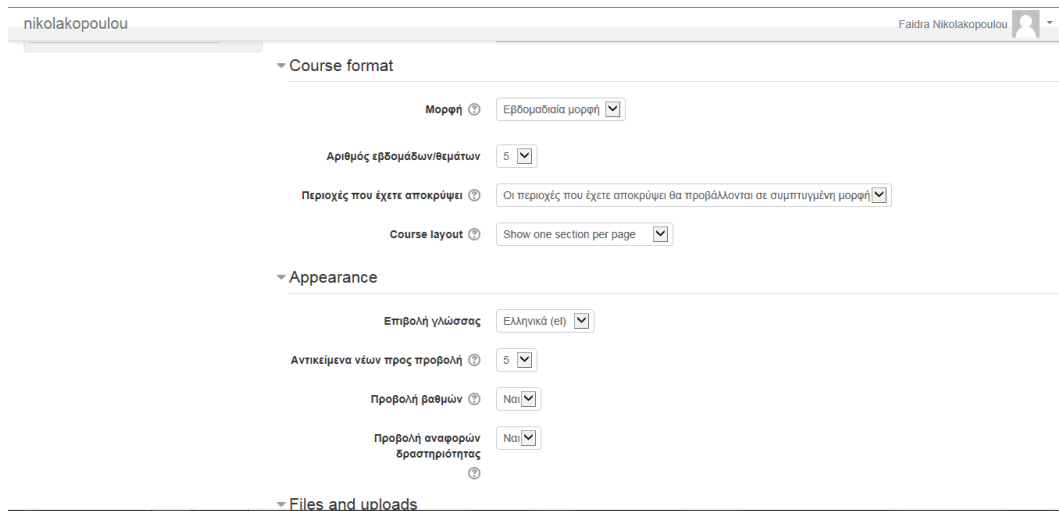 nikolakopoulou
Faidra Nikolakopoulou
Course format
Μορφή
Εβδομαδιαία μορφή
Αριθμός εβδομάδων/θεμάτων
5
Περιοχές που έχετε αποκρύψει
Οι περιοχές που έχετε αποκρύψει θα προβάλλονται σε συμπτυγμένη μορφή
Course layout
Show one section per page
Appearance
Επιβολή γλώσσας
Ελληνικά (el)
Αντικείμενα νέων προς προβολή
5
Προβολή βαθμών
Ναι
Προβολή αναφορών
δραστηριότητας
Ναι
Files and uploads